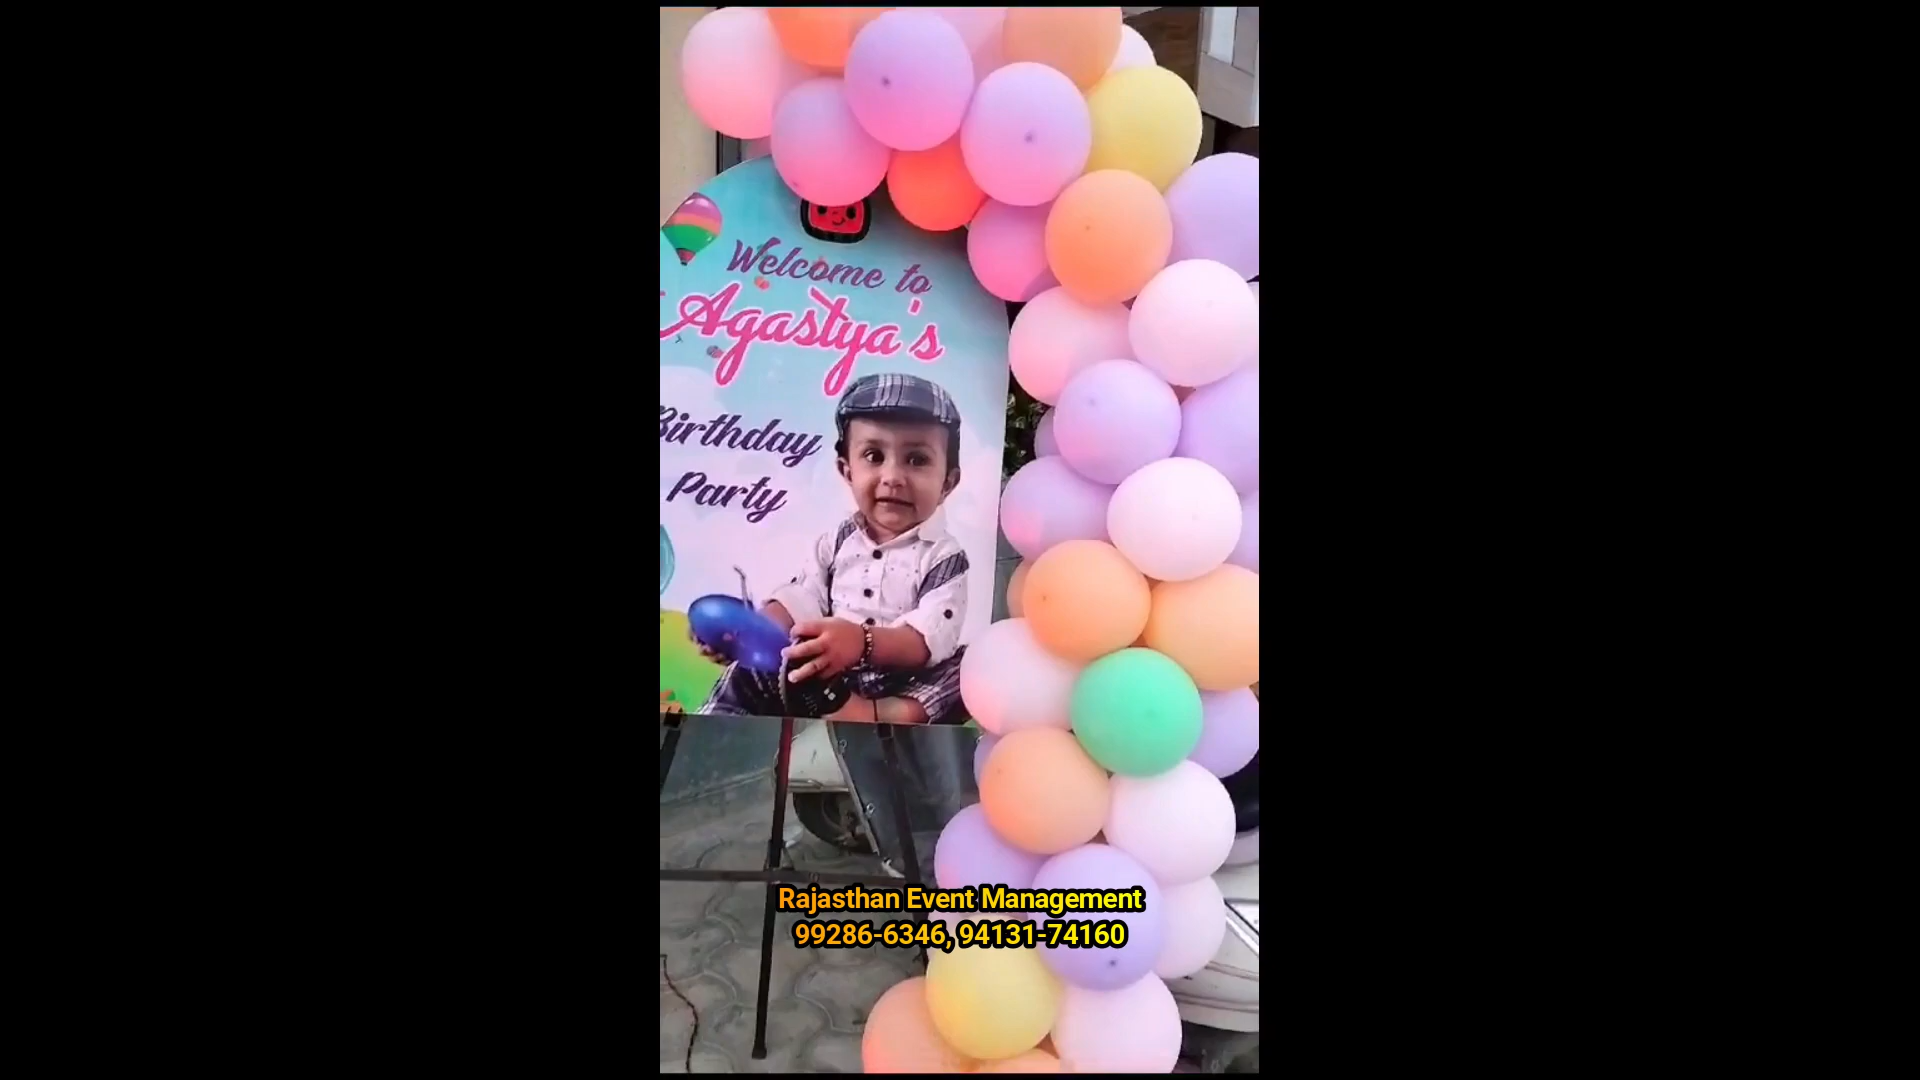 Welcome to
Agastya's
Birthday
Party
Rajasthan Event Management
99286-6346, 94131-74160